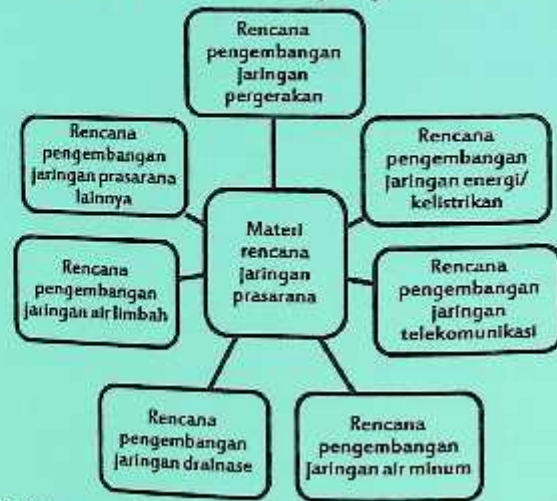 Rencana
pengembangan
jaringan
pergerakan
Rencana
pengembangan
jaringan prasarana
lainnya
Rencana
pengembangan
jaringan energi/
kelistrikan
Materi
rencana
jaringan
prasarana
Rencana
pengembangan
jaringan air limbah
Rencana
pengembangan
jaringan
telekomunikasi
Rencana
pengembangan
jaringan drainase
Rencana
pengembangan
jaringan air minum